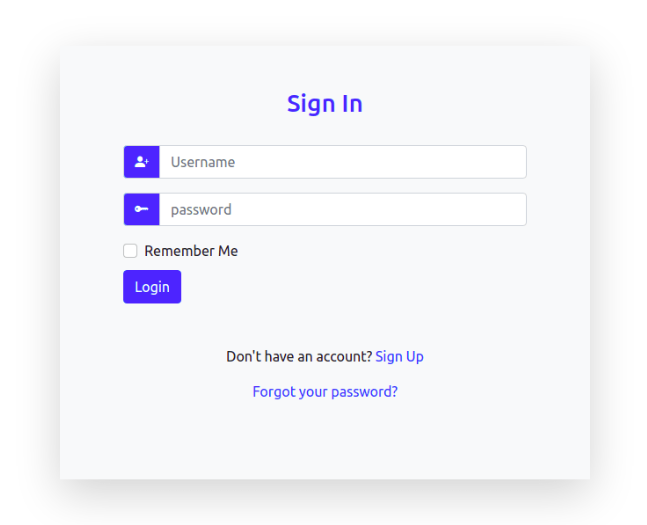 Sign In
Username
password
Remember Me
Login
Don't have an account? Sign Up
Forgot your password?